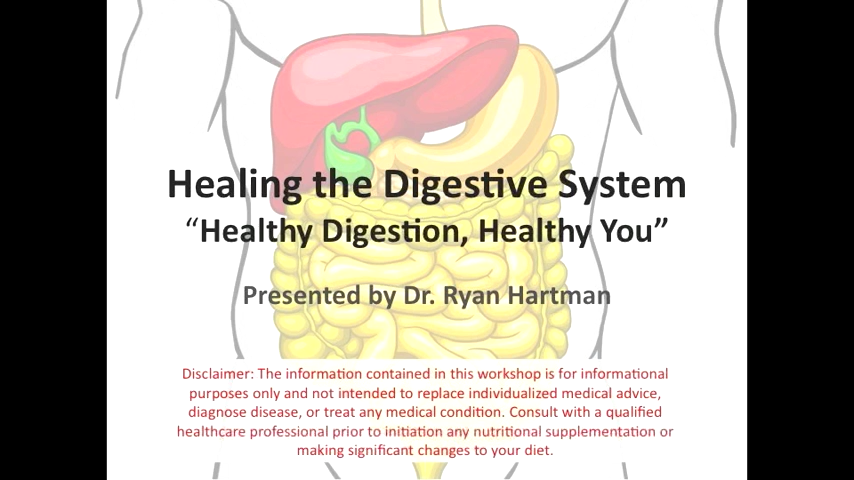 Healing the Digestive System
“Healthy Digestion, Healthy You”
Presented by Dr. Ryan Hartman
Disclaimer: The information contained in this workshop is for informational
purposes only and not intended to replace individualized medical advice,
diagnose disease, or treat any medical condition. Consult with a qualified
healthcare professional prior to initiation any nutritional supplementation or
making significant changes to your diet.